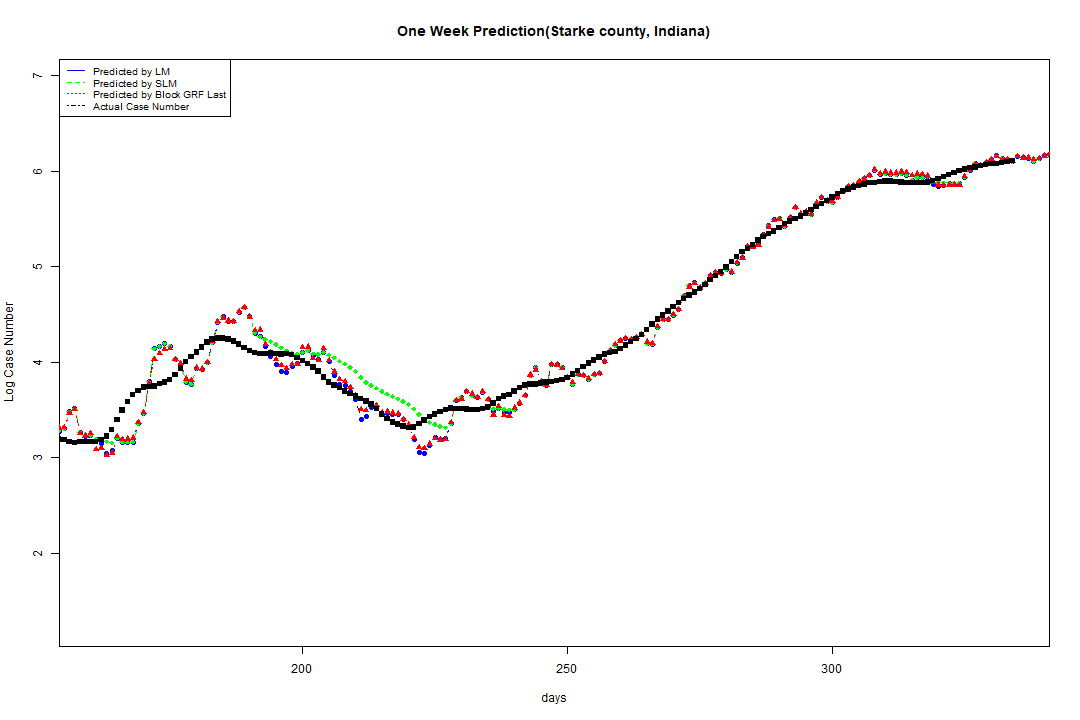 One Week Prediction(Starke county, Indiana)
Predicted by LM
Predicted by SLM
Predicted by Block GRF Last
Actual Case Number
7
6
5
4
3
2
Log Case Number
200
250
300
days